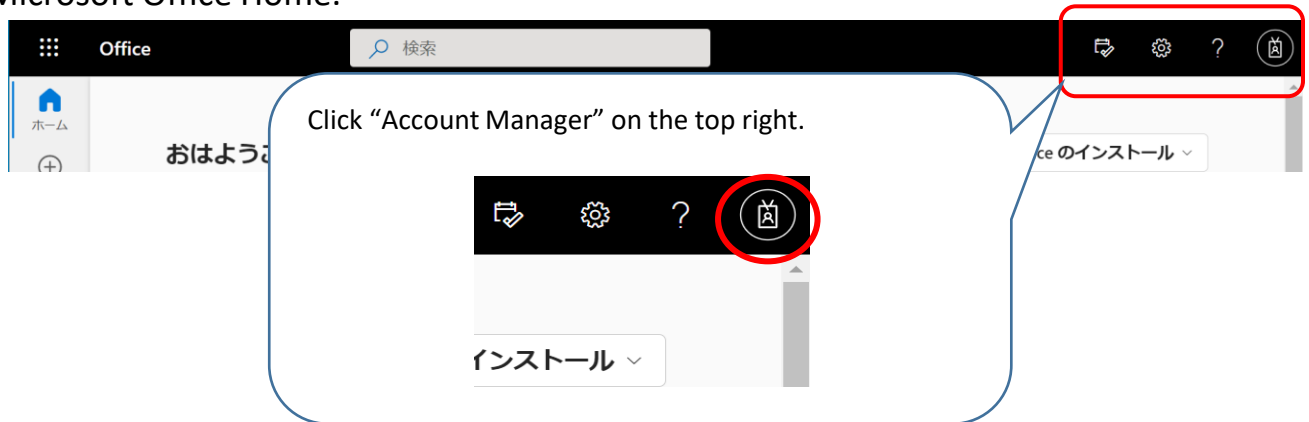 Microsoft Office Home.
Office
検索
ホーム
Click “Account Manager” on the top right.
おはようご
ce のインストール
?
?
インストール